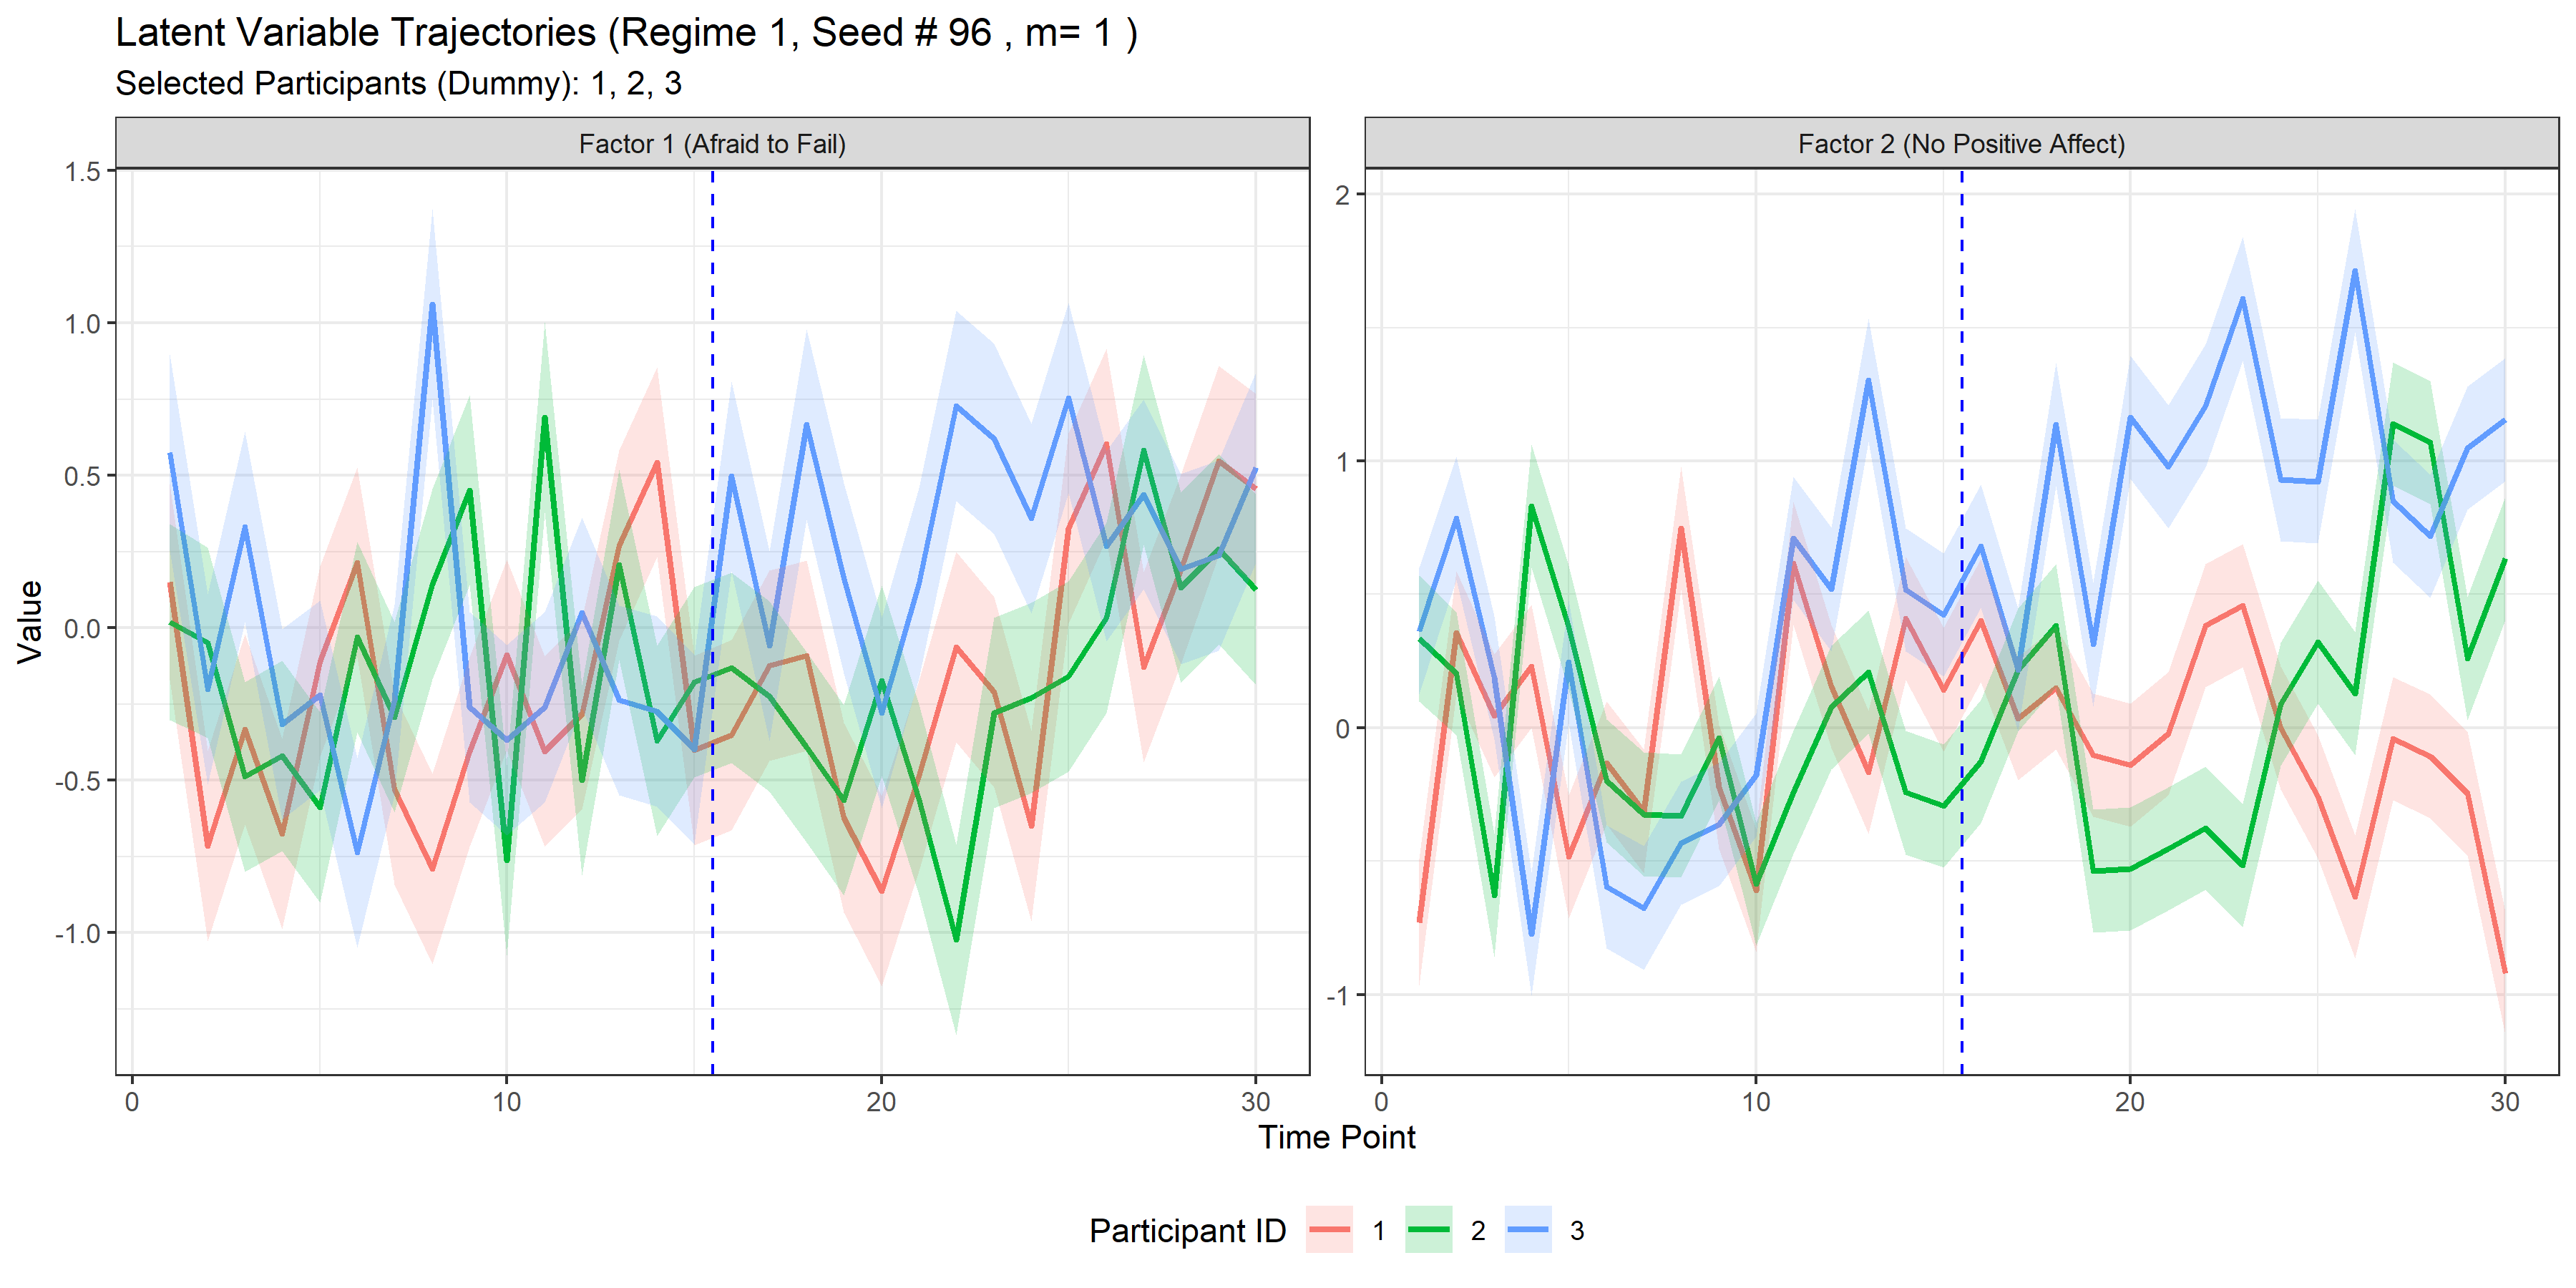 Latent Variable Trajectories (Regime 1, Seed # 96 , m= 1 )
Selected Participants (Dummy): 1, 2, 3
Factor 1 (Afraid to Fail)
Factor 2 (No Positive Affect)
Value
1.5
1.0
0.5
0.0
-0.5
-1.0
2
1
0
-1
0 10 20 30
0 10 20 30
Time Point
Participant ID 1 2 3